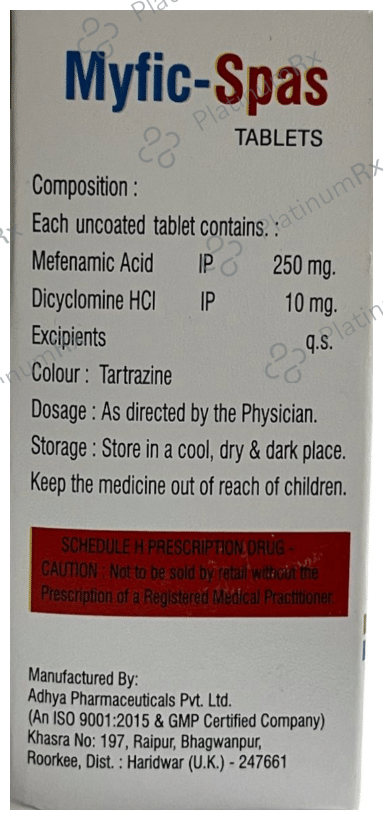 Myfic-Spas
TABLETS
Composition :
Each uncoated tablet contains. :
Mefenamic Acid IP 250 mg.
Dicyclomine HCl IP 10 mg.
Excipients q.s.
Colour : Tartrazine
Dosage : As directed by the Physician.
Storage : Store in a cool, dry & dark place.
Keep the medicine out of reach of children.
SCHEDULE H PRESCRIPTION DRUG -
CAUTION : Not to be sold by retail without the
Prescription of a Registered Medical Practitioner.
Manufactured By:
Adhya Pharmaceuticals Pvt. Ltd.
(An ISO 9001:2015 & GMP Certified Company)
Khasra No: 197, Raipur, Bhagwanpur,
Roorkee, Dist. : Haridwar (U.K.) - 247661
PlatinumRx
PlatinumRx
PlatinumRx